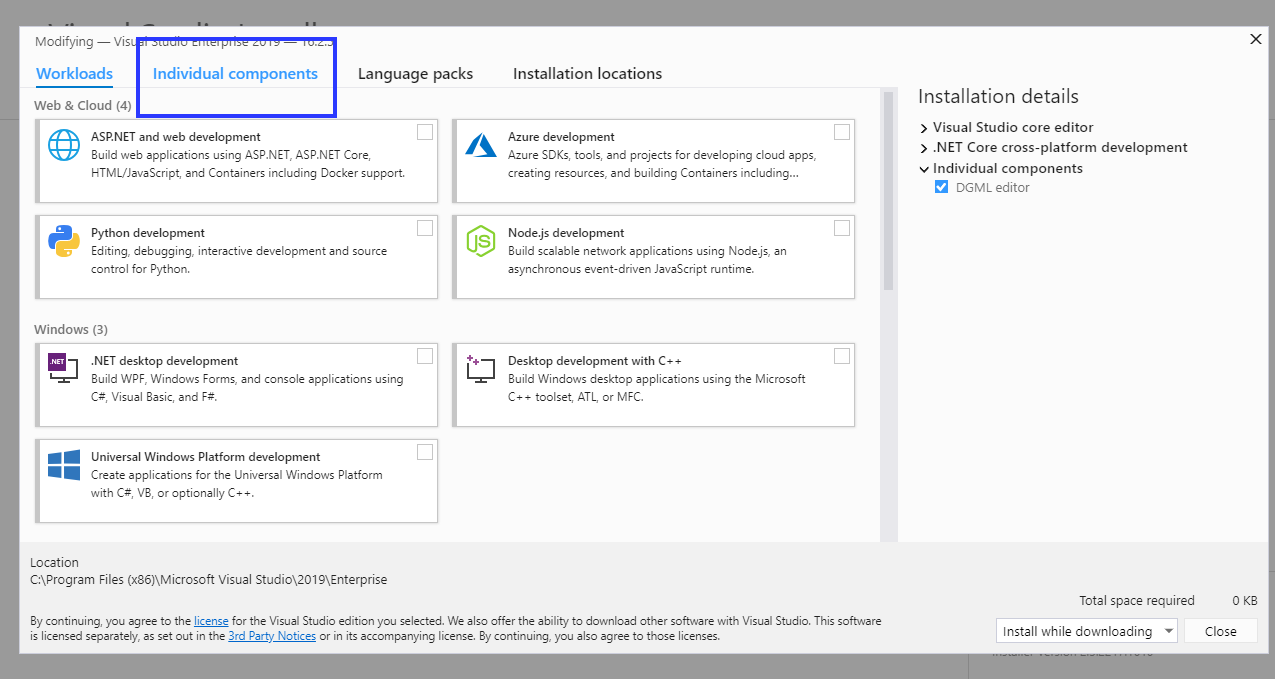 Modifying — Visual Studio Enterprise 2019 — 16.2.5
Workloads
Individual components
Language packs
Installation locations
Web & Cloud (4)
ASP.NET and web development
Build web applications using ASP.NET, ASP.NET Core,
HTML/JavaScript, and Containers including Docker support.
Azure development
Azure SDKs, tools, and projects for developing cloud apps,
creating resources, and building Containers including...
Python development
Editing, debugging, interactive development and source
control for Python.
JS
Node.js development
Build scalable network applications using Node.js, an
asynchronous event-driven JavaScript runtime.
Windows (3)
.NET
.NET desktop development
Build WPF, Windows Forms, and console applications using
C#, Visual Basic, and F#.
Desktop development with C++
Build Windows desktop applications using the Microsoft
C++ toolset, ATL, or MFC.
Universal Windows Platform development
Create applications for the Universal Windows Platform
with C#, VB, or optionally C++.
Installation details
Visual Studio core editor
.NET Core cross-platform development
Individual components
DGML editor
Location
C:\Program Files (x86)\Microsoft Visual Studio\2019\Enterprise
Total space required 0 KB
By continuing, you agree to the license for the Visual Studio edition you selected. We also offer the ability to download other software with Visual Studio. This software
is licensed separately, as set out in the 3rd Party Notices or in its accompanying license. By continuing, you also agree to those licenses.
Install while downloading
Close